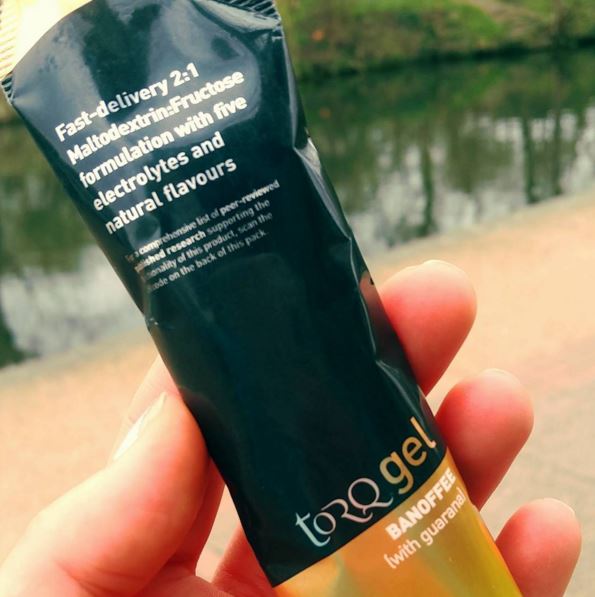 Fast-delivery 2:1
Maltodextrin:Fructose
formulation with five
electrolytes and
natural flavours
comprehensive list of peer-reviewed
research supporting the
of this product, scan the
on the back of this pack.
torq gel
BANOFFEE
(with guarana)